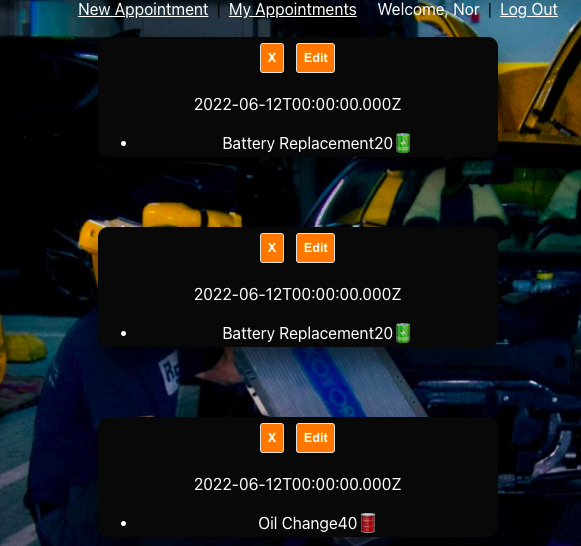 New Appointment | My Appointments Welcome, Nor | Log Out
X Edit
2022-06-12T00:00:00.000Z
• Battery Replacement20🔋
X Edit
2022-06-12T00:00:00.000Z
• Battery Replacement20🔋
X Edit
2022-06-12T00:00:00.000Z
• Oil Change40🛢️